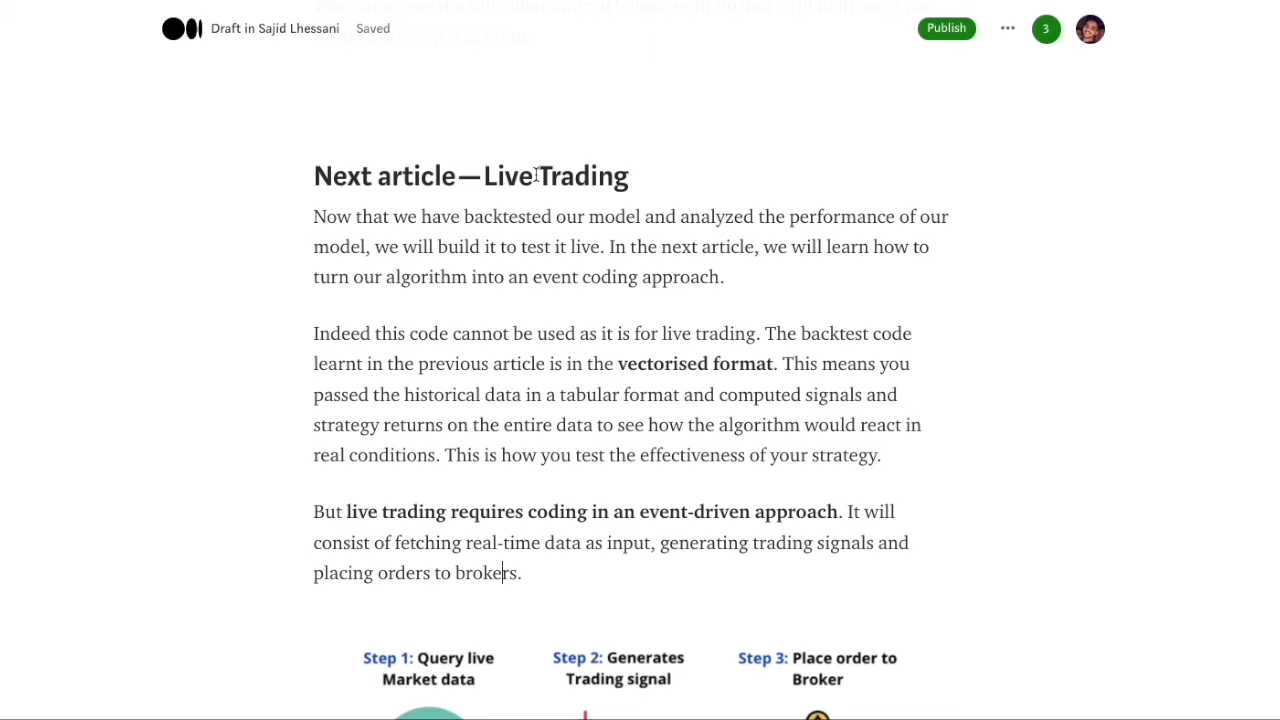 Draft in Sajid Lhessani Saved Publish 3
Next article — Live Trading
Now that we have backtested our model and analyzed the performance of our
model, we will build it to test it live. In the next article, we will learn how to
turn our algorithm into an event coding approach.
Indeed this code cannot be used as it is for live trading. The backtest code
learnt in the previous article is in the vectorised format. This means you
passed the historical data in a tabular format and computed signals and
strategy returns on the entire data to see how the algorithm would react in
real conditions. This is how you test the effectiveness of your strategy.
But live trading requires coding in an event-driven approach. It will
consist of fetching real-time data as input, generating trading signals and
placing orders to brokers.
Step 1: Query live
Market data
Step 2: Generates
Trading signal
Step 3: Place order to
Broker